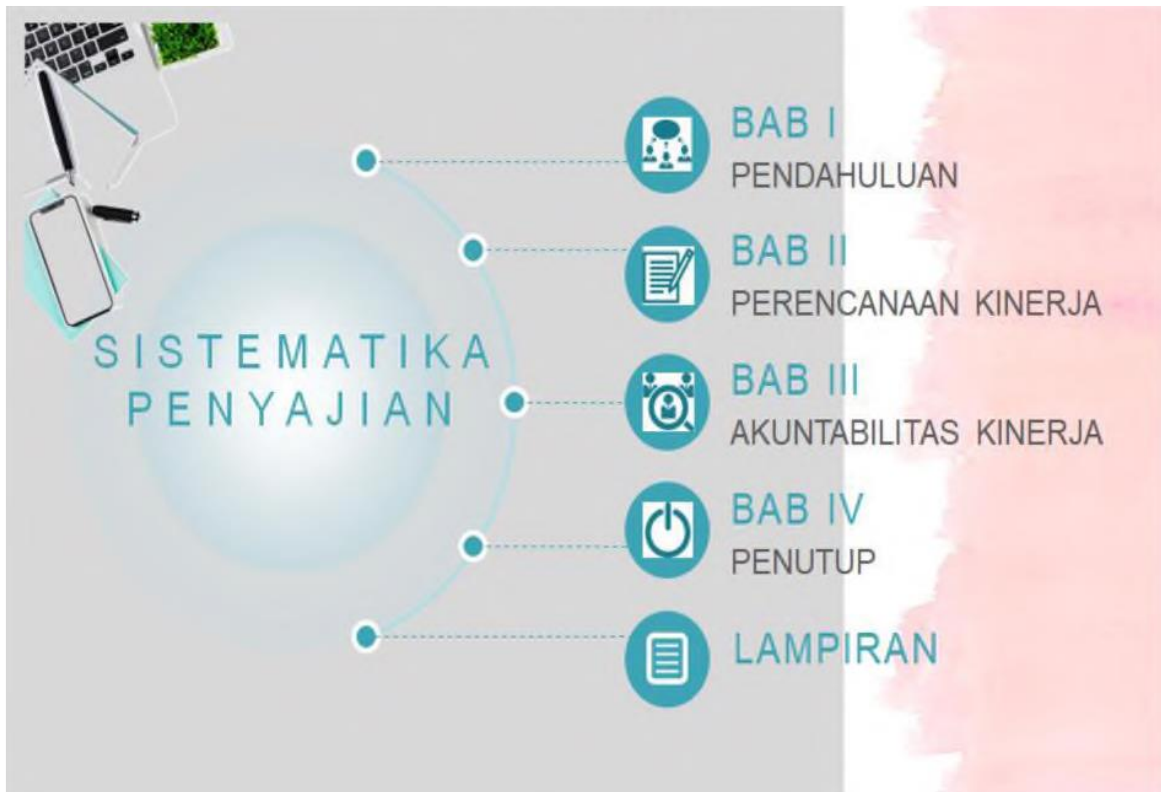 SISTEMATIKA
PENYAJIAN
BAB I
PENDAHULUAN
BAB II
PERENCANAAN KINERJA
BAB III
AKUNTABILITAS KINERJA
BAB IV
PENUTUP
LAMPIRAN